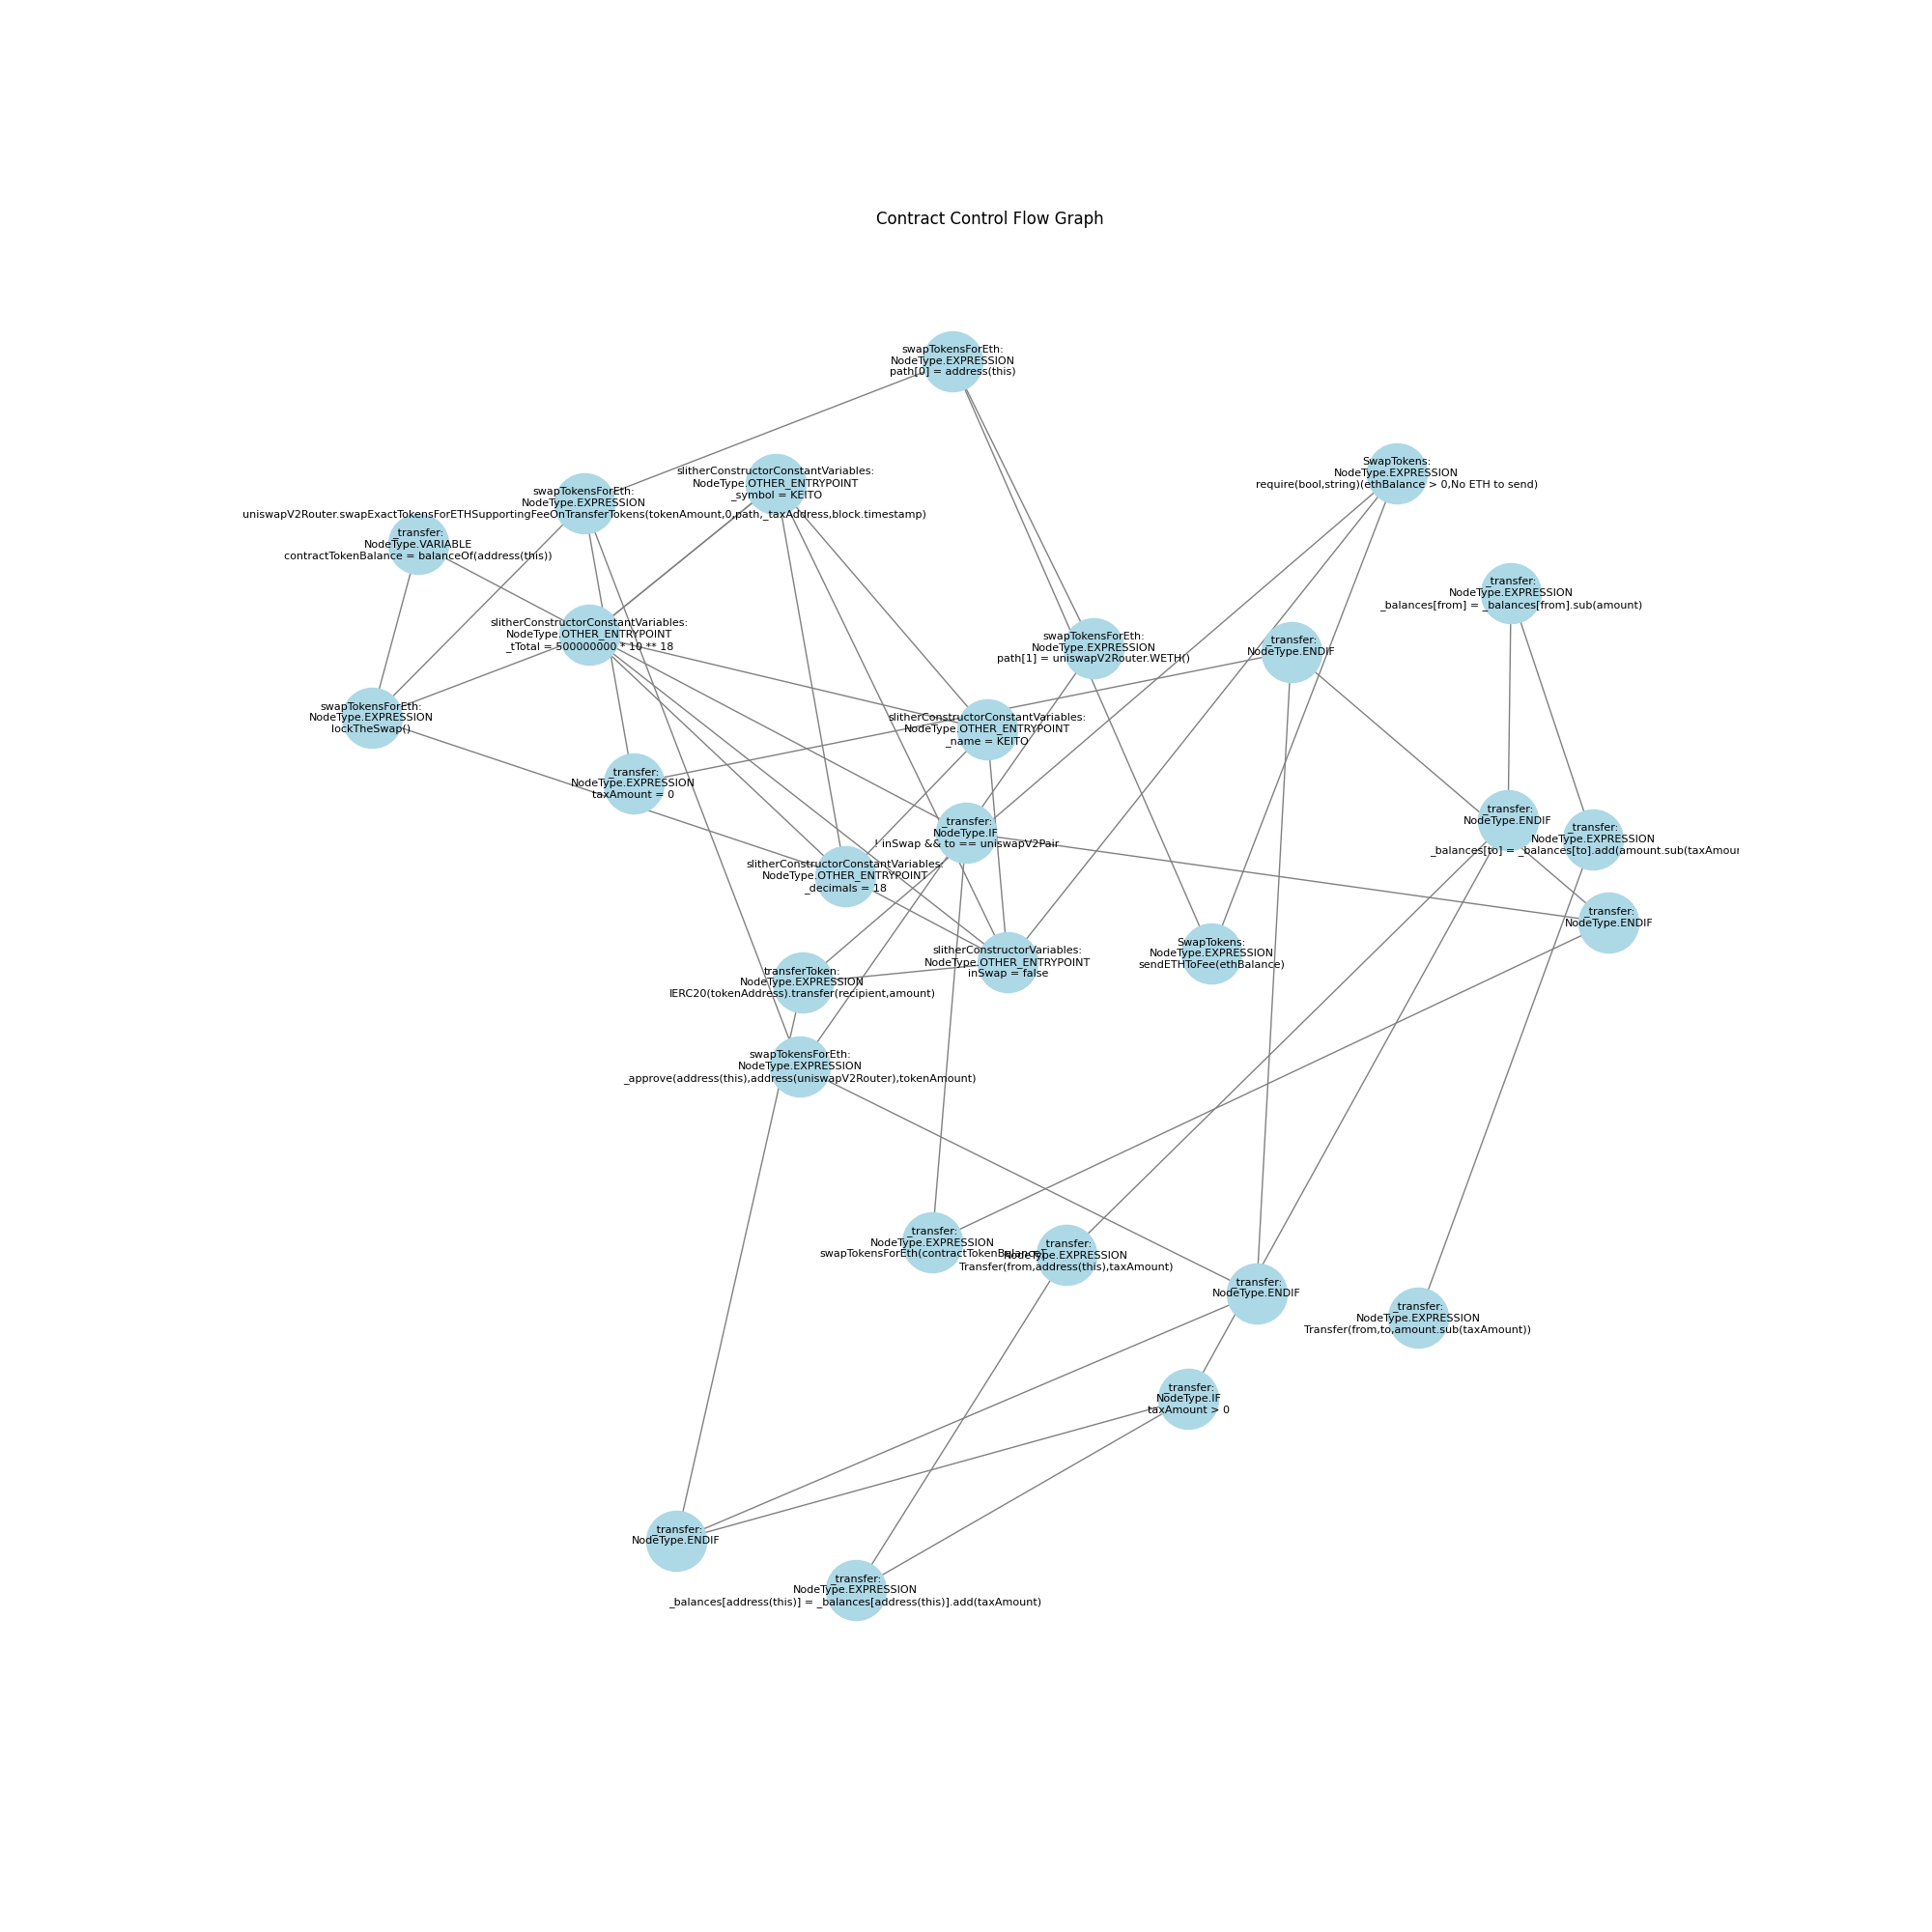 Contract Control Flow Graph
swapTokensForEth:
NodeType.EXPRESSION
path[0] = address(this)
SwapTokens:
NodeType.EXPRESSION
require(bool,string)(ethBalance > 0,No ETH to send)
slitherConstructorConstantVariables:
NodeType.OTHER_ENTRYPOINT
_symbol = KEITO
swapTokensForEth:
NodeType.EXPRESSION
uniswapV2Router.swapExactTokensForETHSupportingFeeOnTransferTokens(tokenAmount,0,path,_taxAddress,block.timestamp)
_transfer:
NodeType.VARIABLE
contractTokenBalance = balanceOf(address(this))
_transfer:
NodeType.EXPRESSION
_balances[from] = _balances[from].sub(amount)
slitherConstructorConstantVariables:
NodeType.OTHER_ENTRYPOINT
_tTotal = 500000000 * 10 ** 18
swapTokensForEth:
NodeType.EXPRESSION
path[1] = uniswapV2Router.WETH()
_transfer:
NodeType.ENDIF
swapTokensForEth:
NodeType.EXPRESSION
lockTheSwap()
slitherConstructorConstantVariables:
NodeType.OTHER_ENTRYPOINT
_name = KEITO
_transfer:
NodeType.EXPRESSION
taxAmount = 0
_transfer:
NodeType.IF
! inSwap && to == uniswapV2Pair
_transfer:
NodeType.ENDIF
_transfer:
NodeType.EXPRESSION
_balances[to] = _balances[to].add(amount.sub(taxAmou
slitherConstructorConstantVariables:
NodeType.OTHER_ENTRYPOINT
_decimals = 18
_transfer:
NodeType.ENDIF
SwapTokens:
NodeType.EXPRESSION
sendETHToFee(ethBalance)
slitherConstructorVariables:
NodeType.OTHER_ENTRYPOINT
inSwap = false
transferToken:
NodeType.EXPRESSION
IERC20(tokenAddress).transfer(recipient,amount)
swapTokensForEth:
NodeType.EXPRESSION
_approve(address(this),address(uniswapV2Router),tokenAmount)
_transfer:
NodeType.EXPRESSION
swapTokensForEth(contractTokenBalance)
_transfer:
NodeType.EXPRESSION
Transfer(from,address(this),taxAmount)
_transfer:
NodeType.ENDIF
_transfer:
NodeType.EXPRESSION
Transfer(from,to,amount.sub(taxAmount))
_transfer:
NodeType.IF
taxAmount > 0
_transfer:
NodeType.ENDIF
_transfer:
NodeType.EXPRESSION
_balances[address(this)] = _balances[address(this)].add(taxAmount)